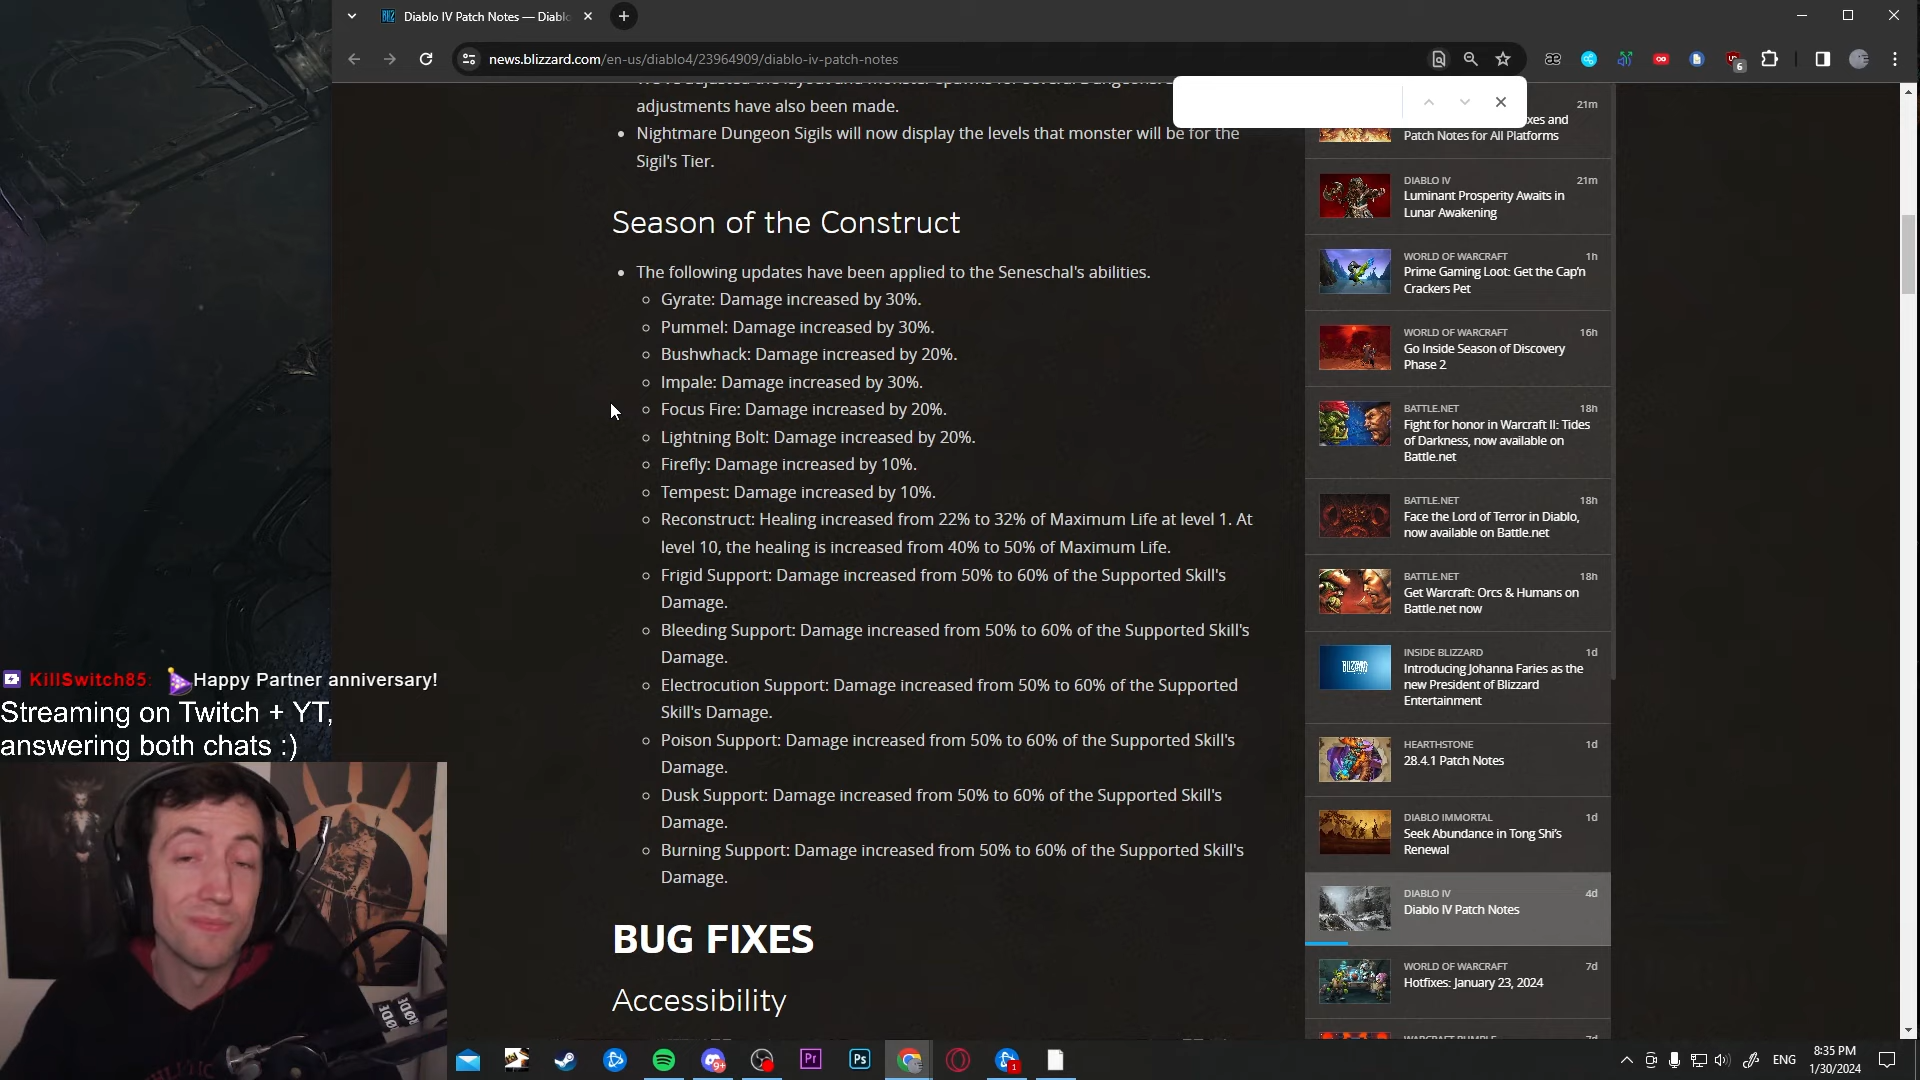 Diablo IV Patch Notes — Diablo
news.blizzard.com/en-us/diablo4/23964909/diablo-iv-patch-notes
6
adjustments have also been made.
Nightmare Dungeon Sigils will now display the levels that monster will be for the
Sigil's Tier.
Season of the Construct
The following updates have been applied to the Seneschal's abilities.
Gyrate: Damage increased by 30%.
Pummel: Damage increased by 30%.
Bushwhack: Damage increased by 20%.
Impale: Damage increased by 30%.
Focus Fire: Damage increased by 20%.
Lightning Bolt: Damage increased by 20%.
Firefly: Damage increased by 10%.
Tempest: Damage increased by 10%.
Reconstruct: Healing increased from 22% to 32% of Maximum Life at level 1. At
level 10, the healing is increased from 40% to 50% of Maximum Life.
Frigid Support: Damage increased from 50% to 60% of the Supported Skill's
Damage.
Bleeding Support: Damage increased from 50% to 60% of the Supported Skill's
Damage.
Electrocution Support: Damage increased from 50% to 60% of the Supported
Skill's Damage.
Poison Support: Damage increased from 50% to 60% of the Supported Skill's
Damage.
Dusk Support: Damage increased from 50% to 60% of the Supported Skill's
Damage.
Burning Support: Damage increased from 50% to 60% of the Supported Skill's
Damage.
BUG FIXES
Accessibility
21m
xes and
Patch Notes for All Platforms
DIABLO IV 21m
Luminant Prosperity Awaits in
Lunar Awakening
WORLD OF WARCRAFT 1h
Prime Gaming Loot: Get the Cap'n
Crackers Pet
WORLD OF WARCRAFT 16h
Go Inside Season of Discovery
Phase 2
BATTLE.NET 18h
Fight for honor in Warcraft II: Tides
of Darkness, now available on
Battle.net
BATTLE.NET 18h
Face the Lord of Terror in Diablo,
now available on Battle.net
BATTLE.NET 18h
Get Warcraft: Orcs & Humans on
Battle.net now
BLIZZARD
INSIDE BLIZZARD 1d
Introducing Johanna Faries as the
new President of Blizzard
Entertainment
HEARTHSTONE 1d
28.4.1 Patch Notes
DIABLO IMMORTAL 1d
Seek Abundance in Tong Shi's
Renewal
DIABLO IV 4d
Diablo IV Patch Notes
WORLD OF WARCRAFT 7d
Hotfixes: January 23, 2024
KillSwitch85: Happy Partner anniversary!
Streaming on Twitch + YT,
answering both chats :)
RØDE
RØDE
9+
Pr
Ps
1
ENG
8:35 PM
1/30/2024